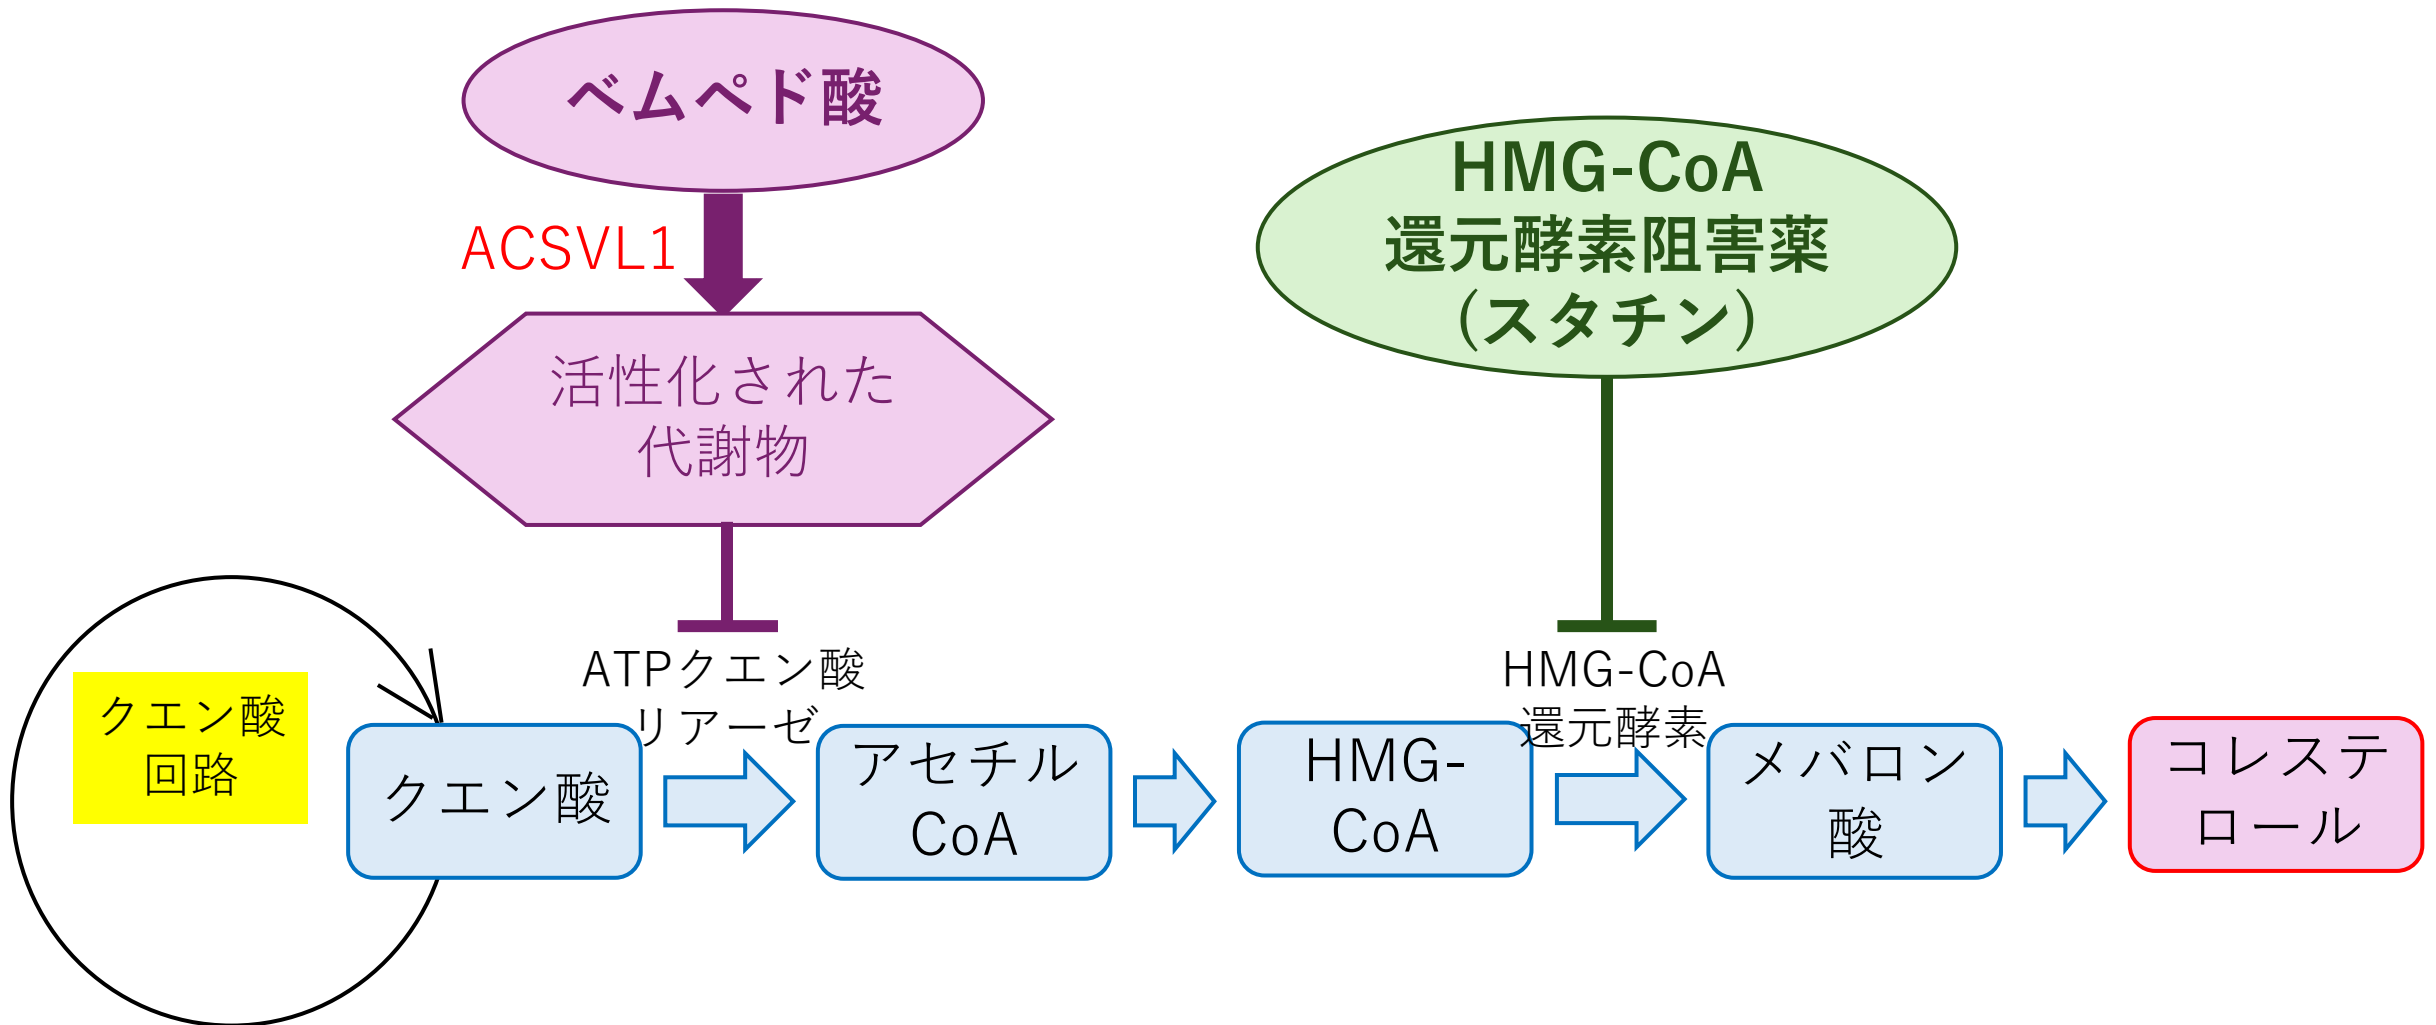 ベムペド酸
ACSVL1
活性化された
代謝物
HMG-CoA
還元酵素阻害薬
(スタチン)
クエン酸
回路
クエン酸
ATPクエン酸
リアーゼ
アセチル
CoA
HMG-
CoA
HMG-CoA
還元酵素
メバロン
酸
コレステ
ロール